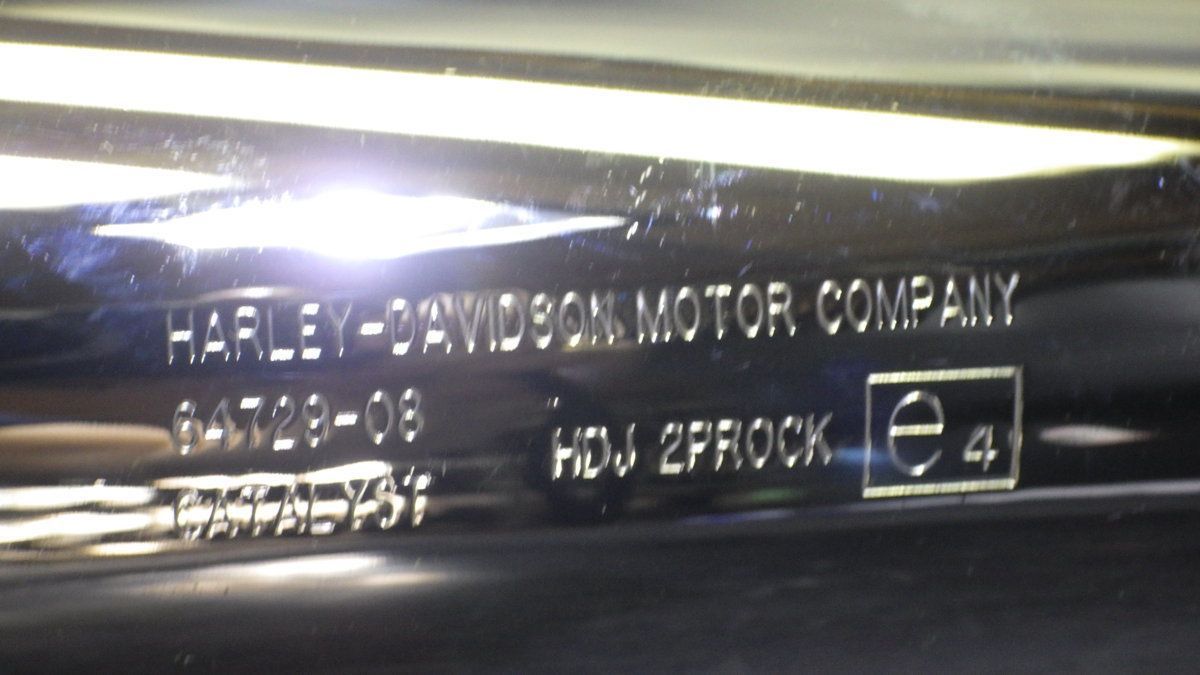 HARLEY-DAVIDSON MOTOR COMPANY
64729-08
HDJ 2PROCK e 4
CATALYST